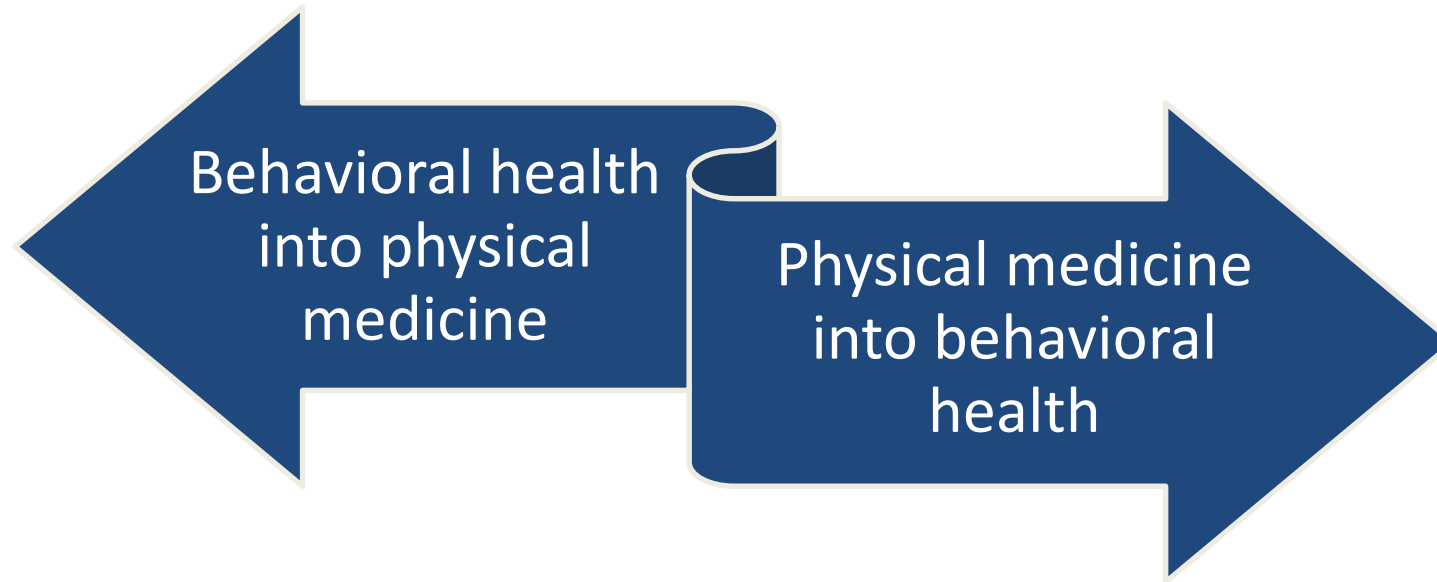 Behavioral health
into physical
medicine
Physical medicine
into behavioral
health